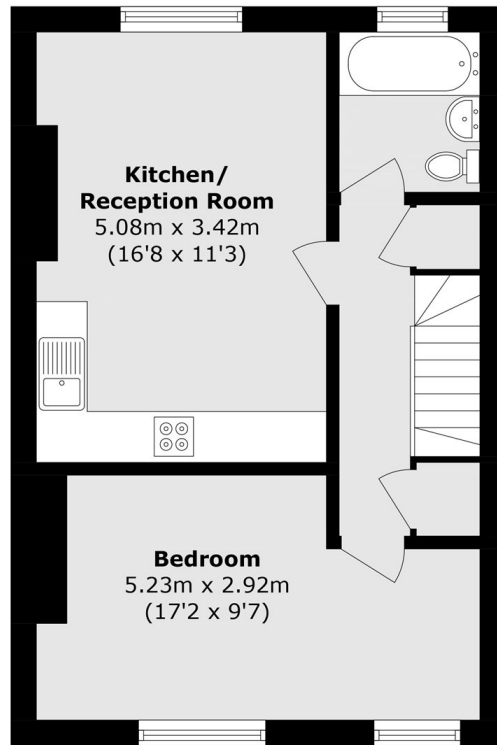 Kitchen/
Reception Room
5.08m x 3.42m
(16'8 x 11'3)
Bedroom
5.23m x 2.92m
(17'2 x 9'7)